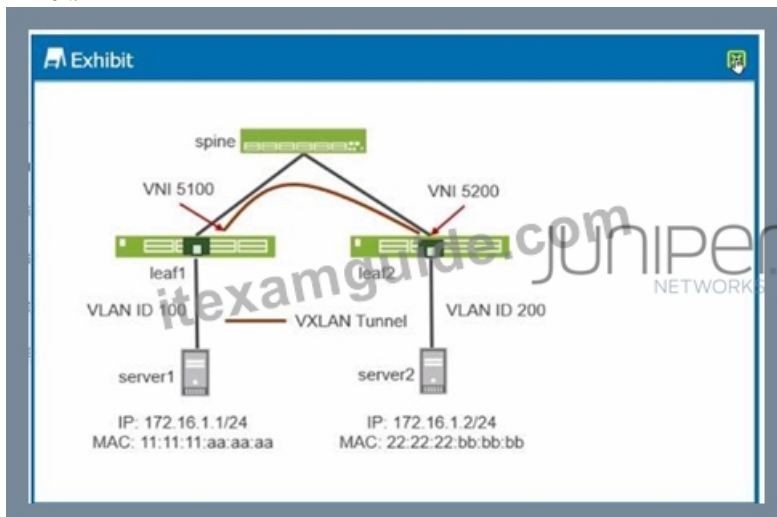 Exhibit
spine
VNI 5100
VNI 5200
leaf1
leaf2
itexamguide.com
JUNIPER
NETWORKS
VLAN ID 100
VXLAN Tunnel
VLAN ID 200
server1
server2
IP: 172.16.1.1/24
MAC: 11:11:11:aa:aa:aa
IP: 172.16.1.2/24
MAC: 22:22:22:bb:bb:bb